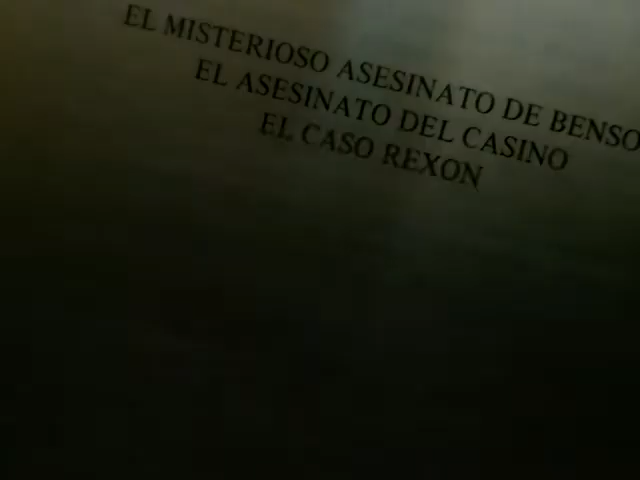 EL MISTERIOSO ASESINATO DE BENSO
EL ASESINATO DEL CASINO
EL CASO REXON